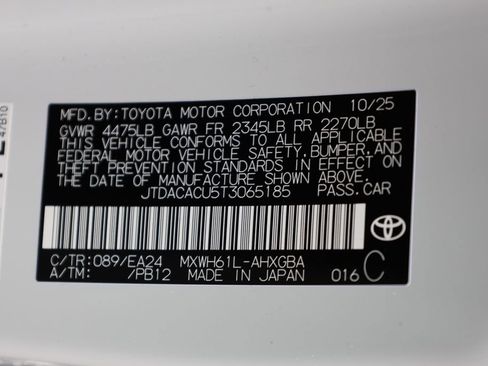 MFD.BY:TOYOTA MOTOR CORPORATION 10/25
GVWR 4475LB GAWR FR 2345LB RR 2270LB
THIS VEHICLE CONFORMS TO ALL APPLICABLE
FEDERAL MOTOR VEHICLE SAFETY,BUMPER,AND
THEFT PREVENTION STANDARDS IN EFFECT ON
THE DATE OF MANUFACTURE SHOWN ABOVE.
JTDACACU5T3065185 PASS.CAR
C/TR:089/EA24 MXWH61L-AHXGBA
A/TM: /PB12 MADE IN JAPAN 016C
47B10